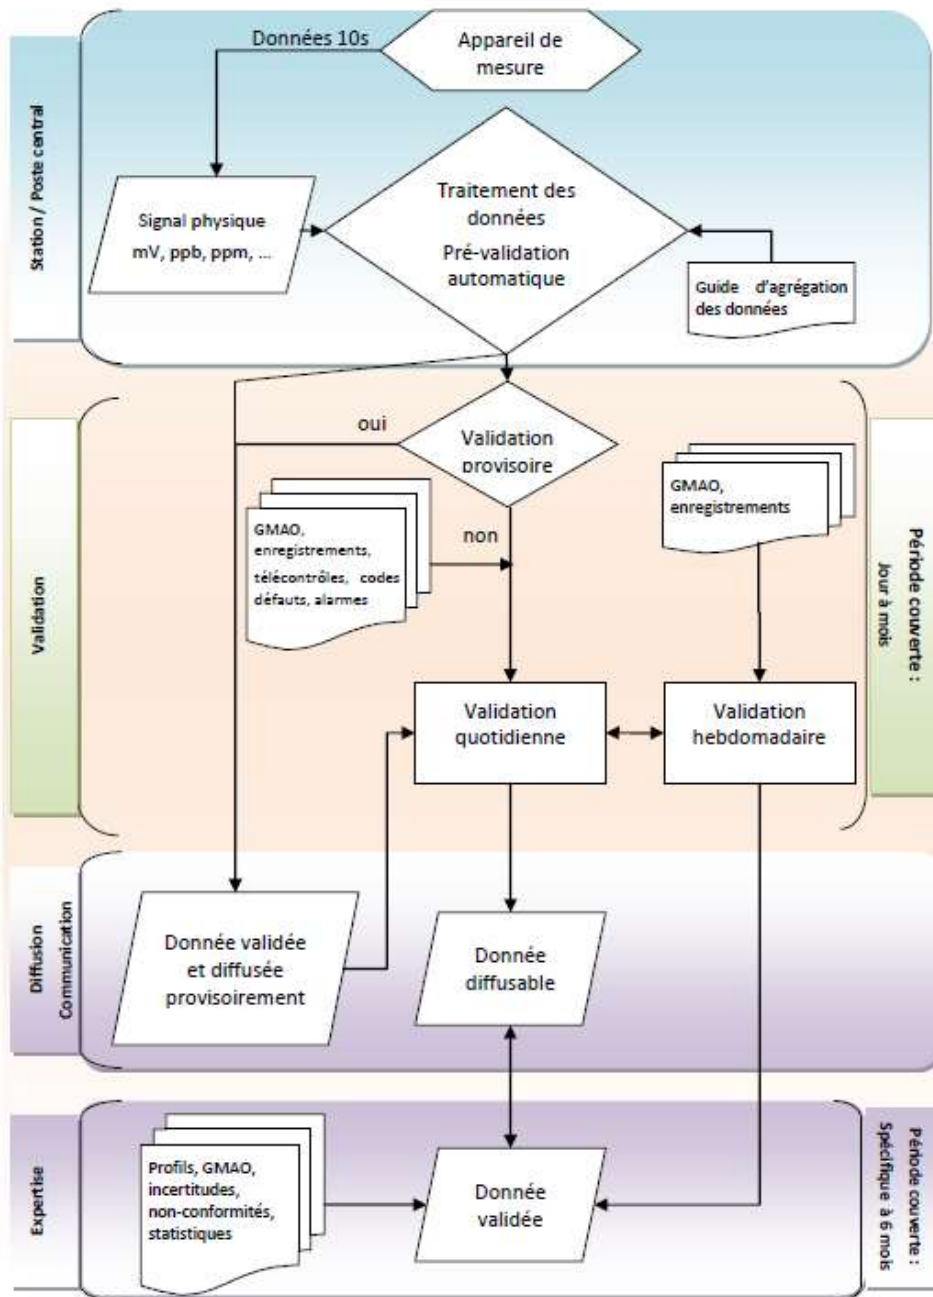 Station / Poste central
Données 10s
Appareil de
mesure
Signal physique
mV, ppb, ppm, ...
Traitement des
données
Pré-validation
automatique
Guide d'agrégation
des données
Validation
oui
Validation
provisoire
non
GMAO,
enregistrements,
télécontrôles, codes
défauts, alarmes
GMAO,
enregistrements
Période couverte :
Jour à mois
Validation
quotidienne
Validation
hebdomadaire
Diffusion
Communication
Donnée validée
et diffusée
provisoirement
Donnée
diffusable
Expertise
Profils, GMAO,
incertitudes,
non-conformités,
statistiques
Donnée
validée
Période couverte :
Spécifique à 6 mois